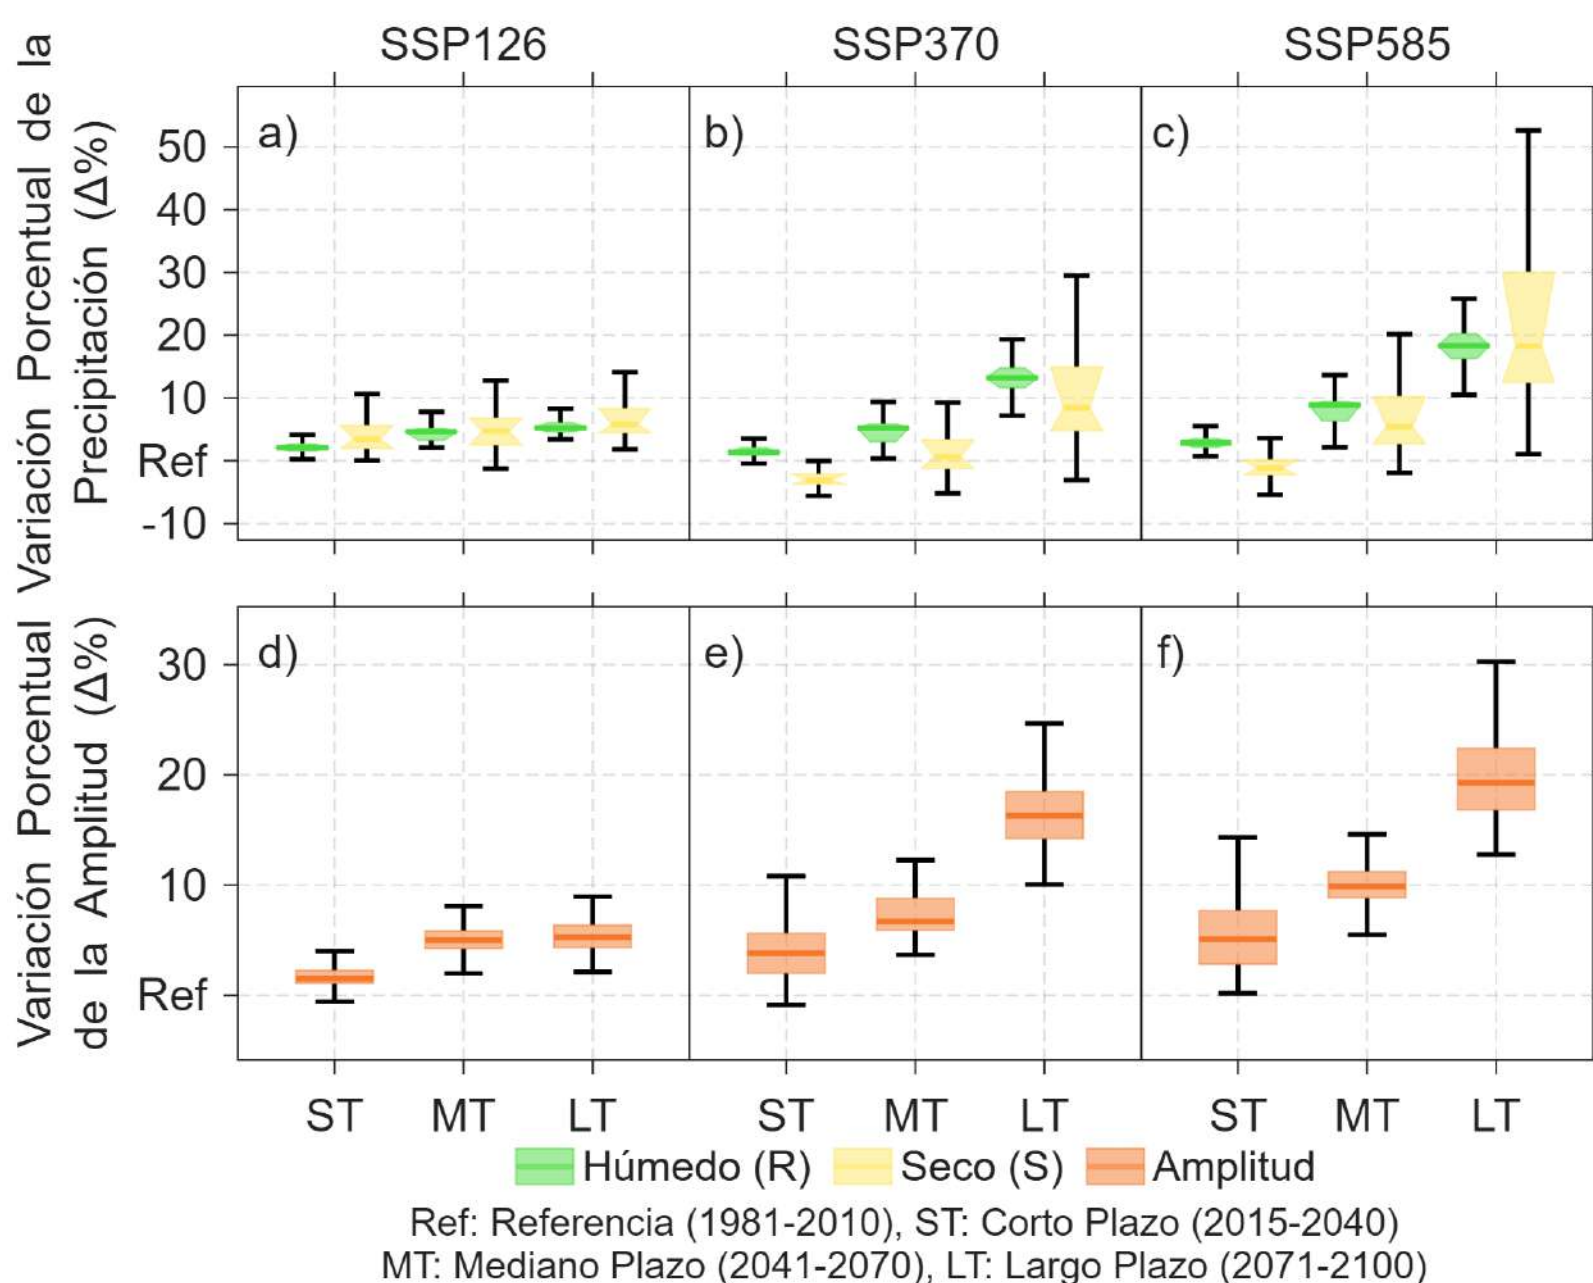 SSP126 SSP370 SSP585
Variación Porcentual de la
Precipitación (Δ%)
a) b) c)
50
40
30
20
10
Ref
-10
Variación Porcentual
de la Amplitud (Δ%)
d) e) f)
30
20
10
Ref
ST MT LT ST MT LT ST MT LT
Húmedo (R) Seco (S) Amplitud
Ref: Referencia (1981-2010), ST: Corto Plazo (2015-2040)
MT: Mediano Plazo (2041-2070), LT: Largo Plazo (2071-2100)